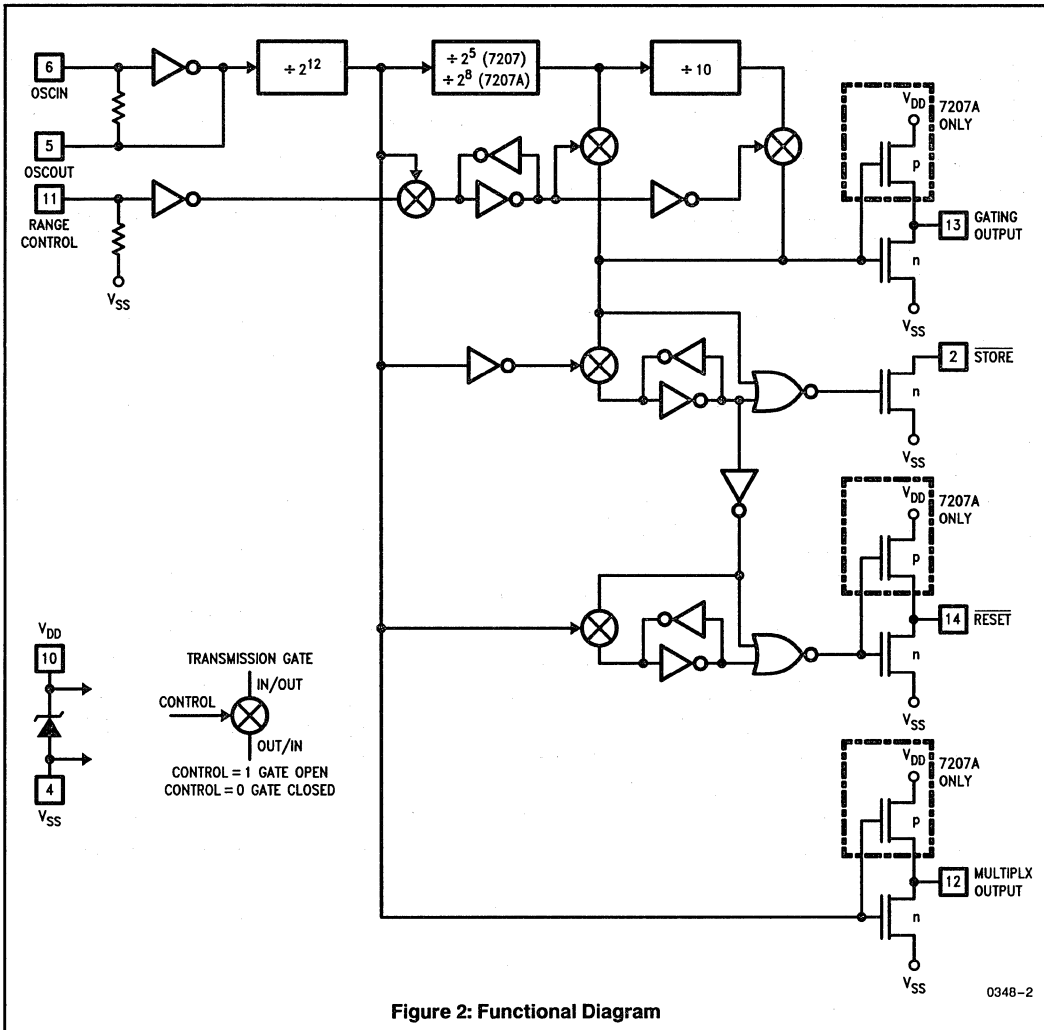 6
OSCIN
5
OSCOUT
11
RANGE
CONTROL
VSS
÷ 2¹²
÷ 2⁵ (7207)
÷ 2⁸ (7207A)
÷ 10
VDD
7207A
ONLY
p
13
GATING
OUTPUT
n
VSS
2
STORE
n
VSS
VDD
7207A
ONLY
p
14
RESET
n
VSS
VDD
10
4
VSS
TRANSMISSION GATE
IN/OUT
CONTROL
OUT/IN
CONTROL = 1 GATE OPEN
CONTROL = 0 GATE CLOSED
VDD
7207A
ONLY
p
12
MULTIPLX
OUTPUT
n
VSS
0348-2
Figure 2: Functional Diagram